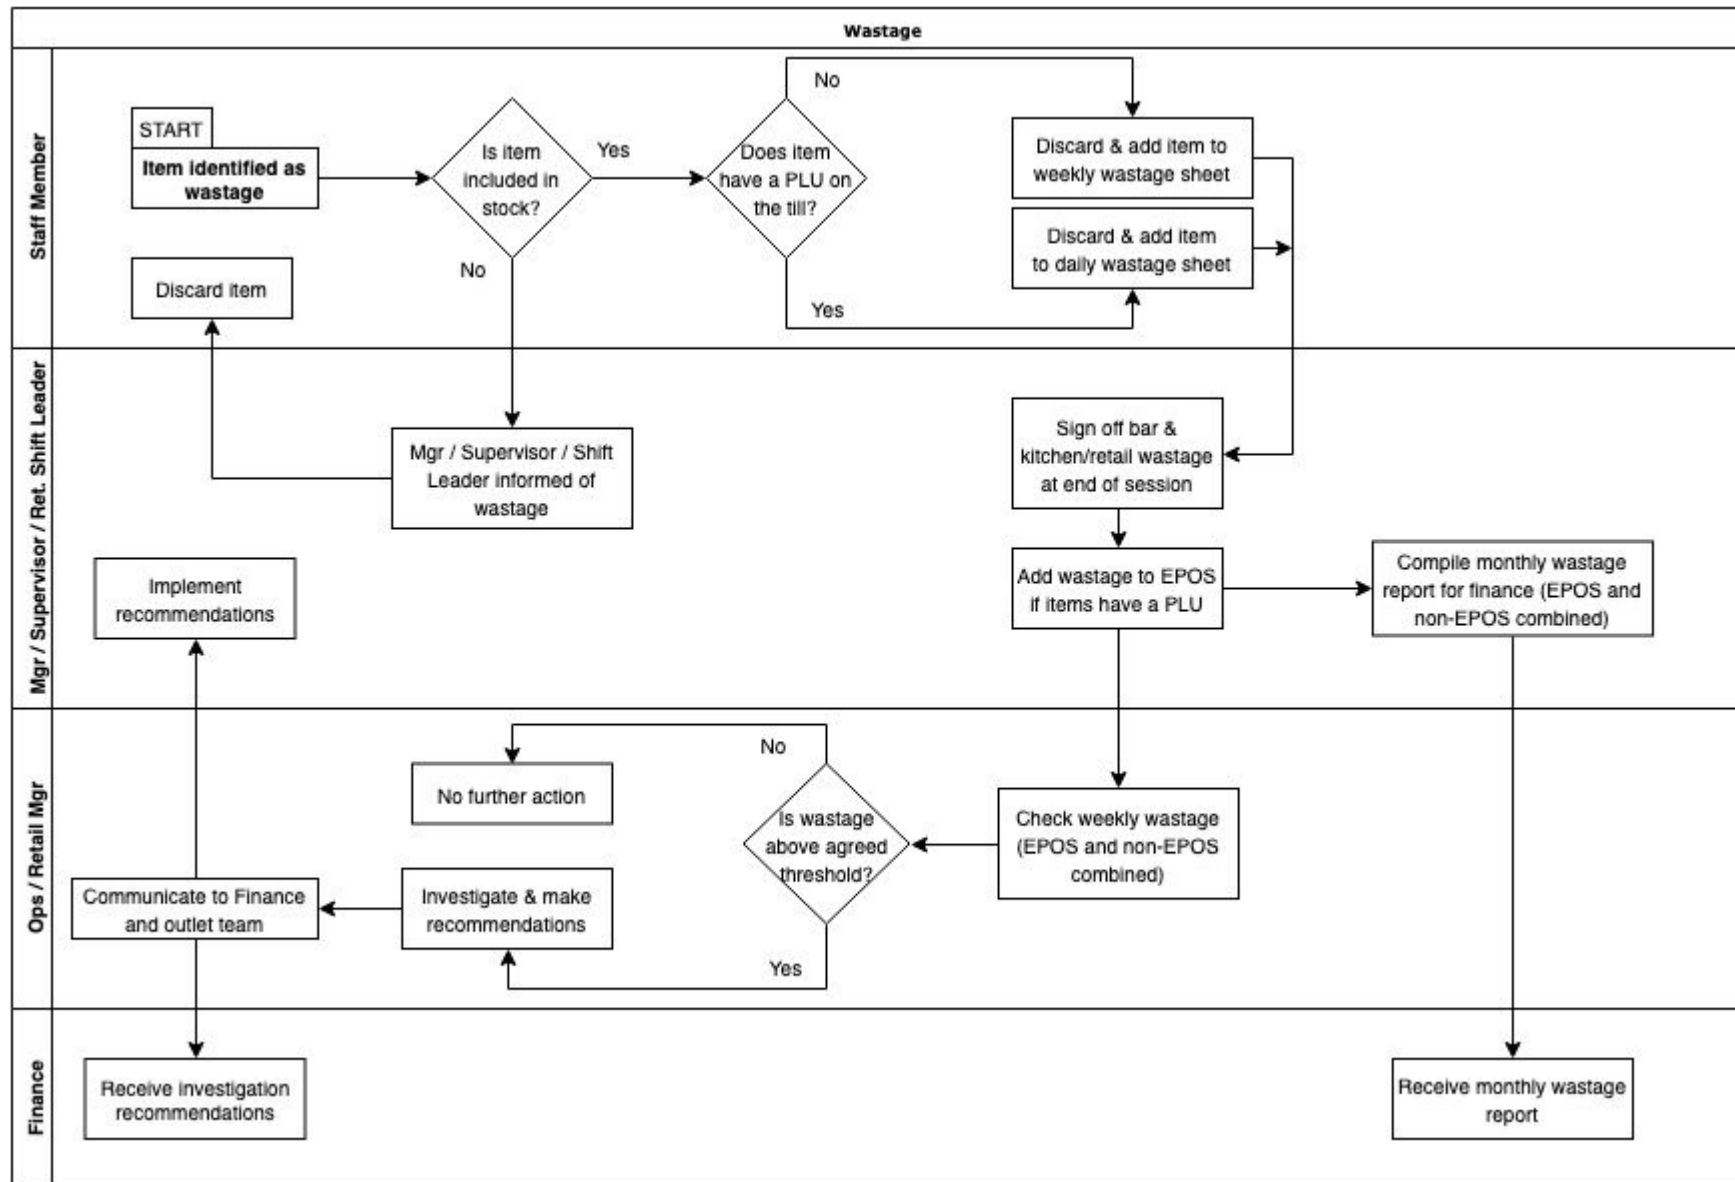 Wastage
Staff Member
START
Item identified as
wastage
Is item
included in
stock?
Yes
No
Does item
have a PLU on
the till?
No
Yes
Discard & add item to
weekly wastage sheet
Discard & add item
to daily wastage sheet
Discard item
Mgr / Supervisor / Ret. Shift Leader
Mgr / Supervisor / Shift
Leader informed of
wastage
Sign off bar &
kitchen/retail wastage
at end of session
Implement
recommendations
Add wastage to EPOS
if items have a PLU
Compile monthly wastage
report for finance (EPOS and
non-EPOS combined)
Ops / Retail Mgr
No
No further action
Is wastage
above agreed
threshold?
Check weekly wastage
(EPOS and non-EPOS
combined)
Communicate to Finance
and outlet team
Investigate & make
recommendations
Yes
Finance
Receive investigation
recommendations
Receive monthly wastage
report